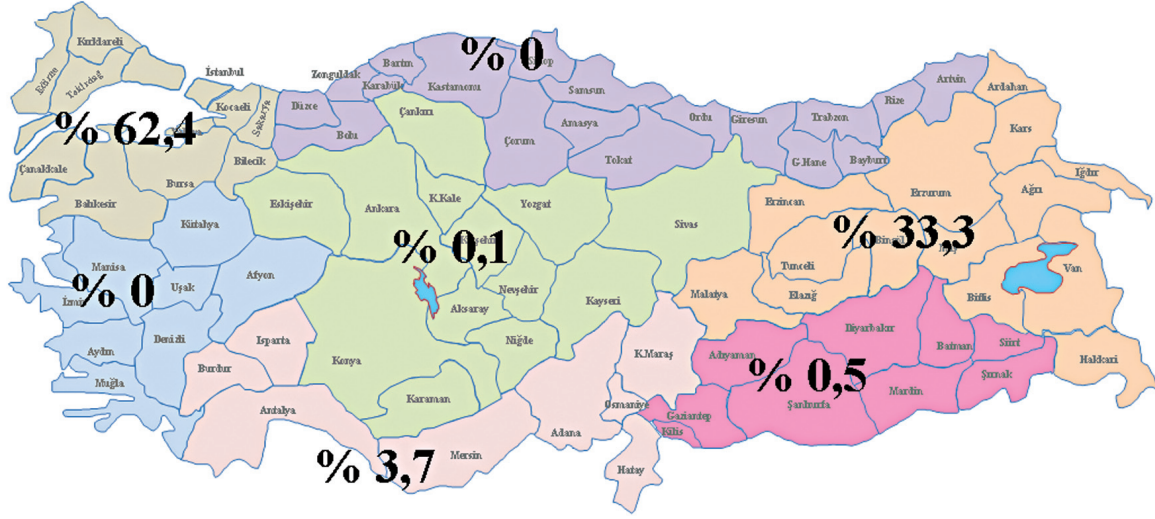 Kırklareli
Edirne
Tekirdağ
İstanbul
Kocaeli
Sakarya
Zonguldak
Bartın
Karabük
Kastamonu
% 0
Samsun
Düzce
Bolu
Çankırı
Çorum
Amasya
Tokat
Ordu
Giresun
Trabzon
Rize
Artvin
Ardahan
Kars
G.Hane
Bayburt
% 62,4
Çanakkale
Balıkesir
Bursa
Bilecik
Eskişehir
Ankara
K.Kale
Yozgat
Sivas
Erzincan
Erzurum
Ağrı
Iğdır
Kütahya
% 0,1
% 33,3
Manisa
İzmir
% 0
Uşak
Afyon
Nevşehir
Aksaray
Kayseri
Malatya
Tunceli
Elazığ
Bitlis
Van
Aydın
Denizli
Isparta
Konya
Niğde
K.Maraş
Adıyaman
Diyarbakır
Batman
Siirt
Hakkari
Muğla
Burdur
Karaman
% 0,5
Şırnak
Mardin
Şanlıurfa
Antalya
Mersin
Adana
Osmaniye
Gaziantep
Kilis
% 3,7
Hatay